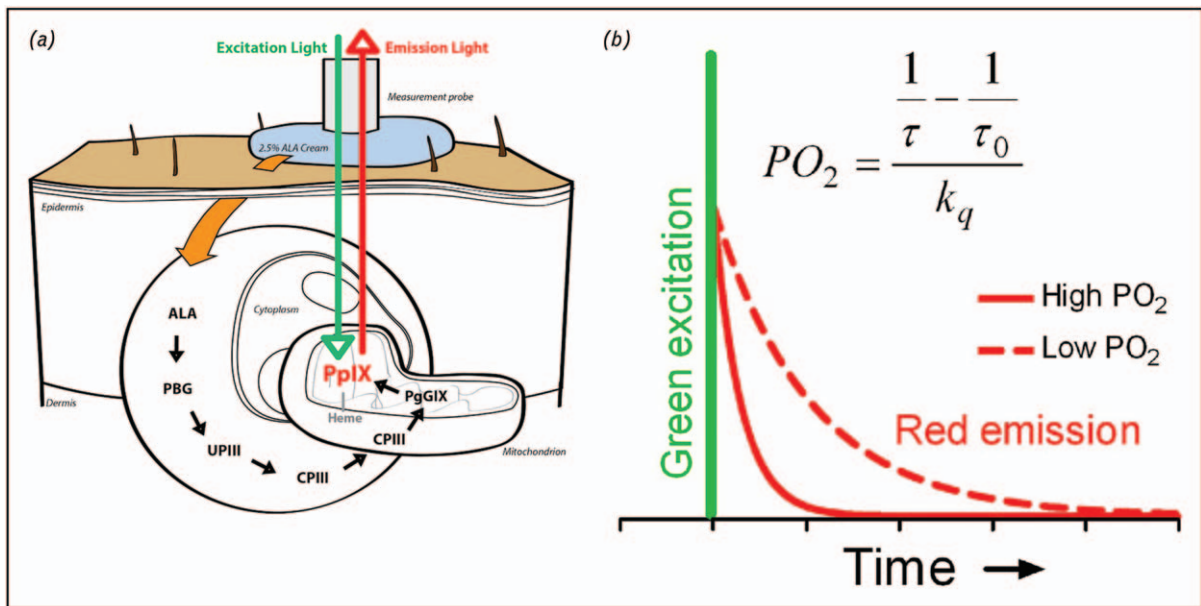 (a)
Excitation Light
Emission Light
Measurement probe
2.5% ALA Cream
Epidermis
Cytoplasm
ALA
PBG
UPIII
CPIII
CPIII
PgGIX
PpIX
Heme
Mitochondrion
Dermis
(b)
PO₂ = (1/τ − 1/τ₀) / k_q
Green excitation
High PO₂
Low PO₂
Red emission
Time